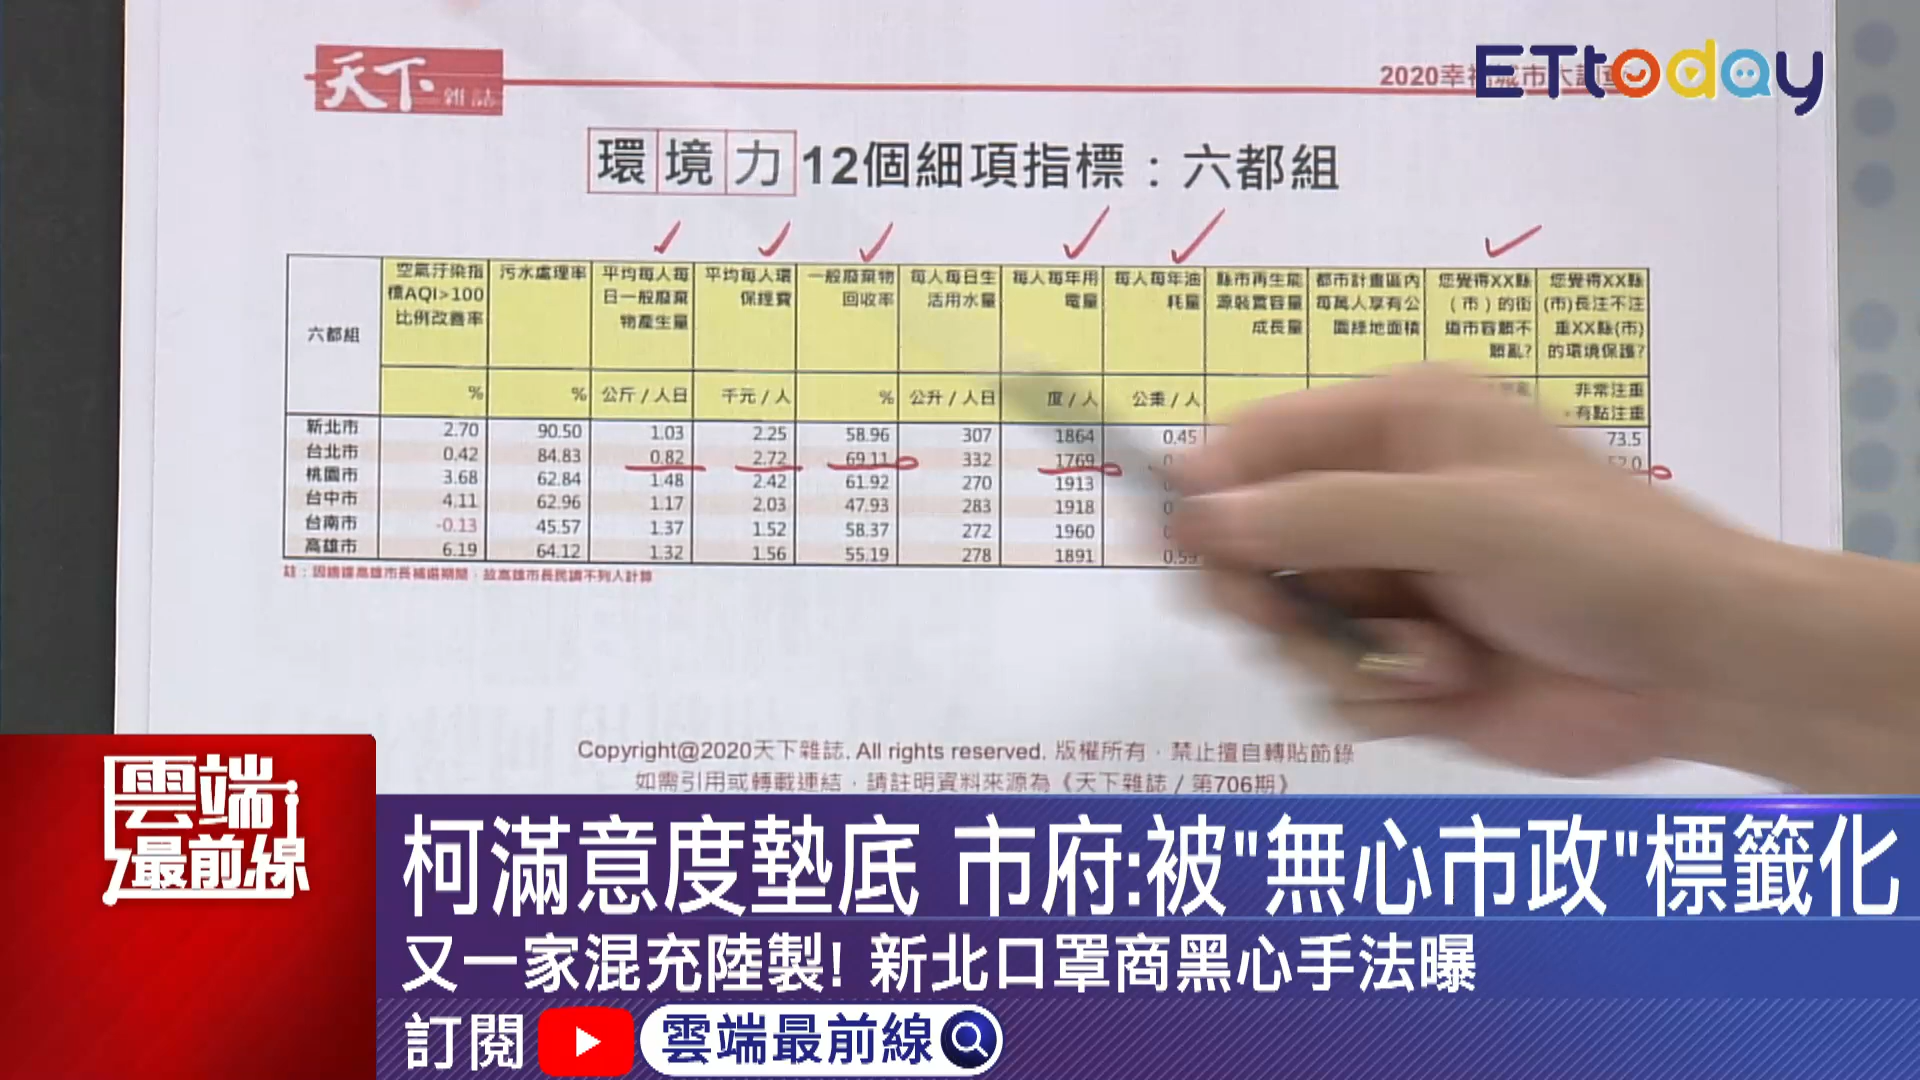 天下雜誌
2020幸
ETtoday
環境力12個細項指標：六都組
六都組
空氣汙染指
標AQI>100
比例改善率
%
污水處理率
%
平均每人每
日一般廢棄
物產生量
公斤/人日
平均每人環
保經費
千元/人
一般廢棄物
回收率
%
每人每日生
活用水量
公升/人日
每人每年用
電量
度/人
每人每年油
耗量
公秉/人
縣市再生能
源裝置容量
成長量
都市計畫區內
每萬人享有公
園綠地面積
您覺得XX縣
（市）的街
道市容亂不
您覺得XX縣
(市)長注不注
重XX縣(市)
的環境保護?
非常注重
+有點注重
新北市 2.70 90.50 1.03 2.25 58.96 307 1864 0.45 73.5
台北市 0.42 84.83 0.82 2.72 69.11 332 1769
桃園市 3.68 62.84 1.48 2.42 61.92 270 1913
台中市 4.11 62.96 1.17 2.03 47.93 283 1918
台南市 -0.13 45.57 1.37 1.52 58.37 272 1960
高雄市 6.19 64.12 1.32 1.56 55.19 278 1891
Copyright@2020天下雜誌. All rights reserved. 版權所有，禁止擅自轉貼節錄
如需引用或轉載連結，請註明資料來源為《天下雜誌/第706期》
雲端
最前線
柯滿意度墊底 市府:被"無心市政"標籤化
又一家混充陸製! 新北口罩商黑心手法曝
訂閱 雲端最前線